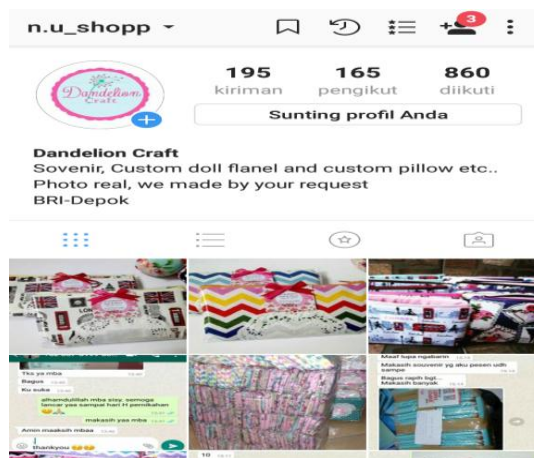 n.u_shopp
3
195 165 860
kiriman pengikut diikuti
Sunting profil Anda
Dandelion
Craft
Dandelion Craft
Sovenir, Custom doll flanel and custom pillow etc..
Photo real, we made by your request
BRI-Depok
LONDON
Tks ya mba
Bagus
Ku suka
alhamdulillah mba sisy. semoga
lancar yaa sampai hari H pernikahan
makasih yaa mba
Amin maaksih mbaa
thankyou
10
Maaf lupa ngabarin
Makasih souvenir yg aku pesen udh
sampe
Bagus rapih bgt...
Makasih banyak